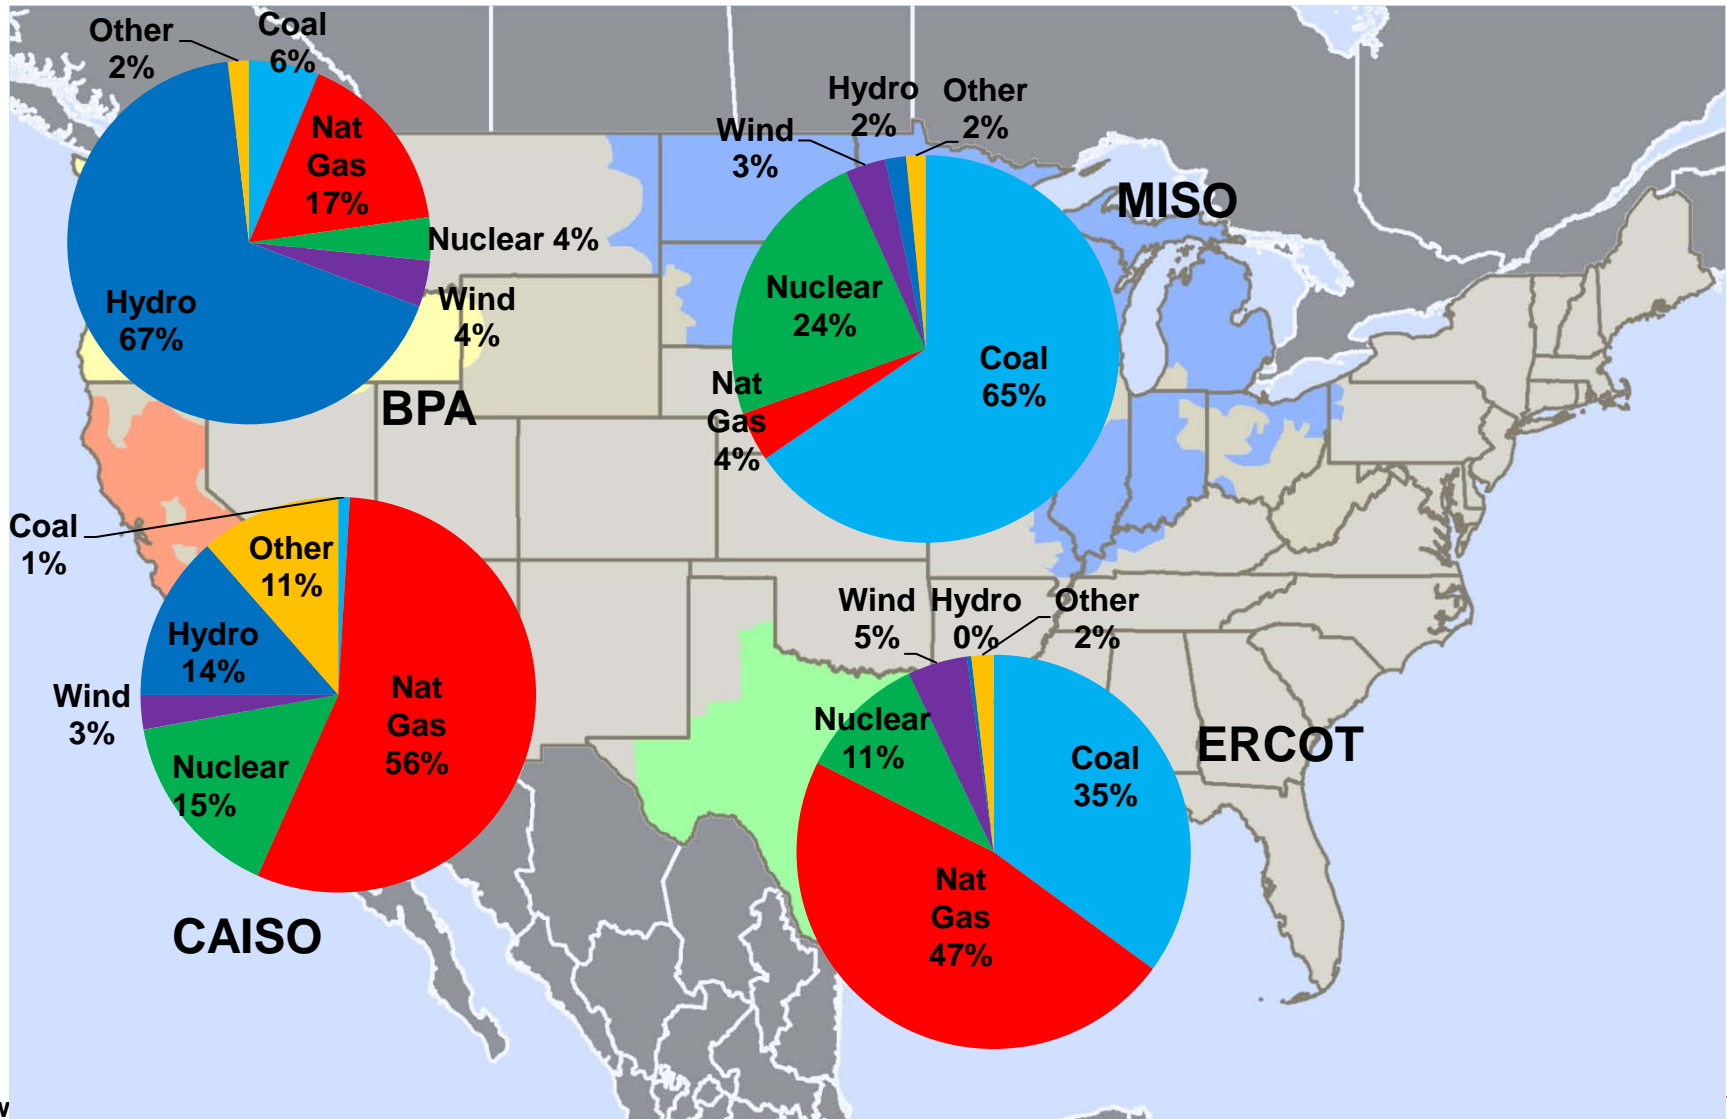 Other
2%
Coal
6%
Nat
Gas
17%
Nuclear 4%
Wind
4%
Hydro
67%
BPA
Hydro
2%
Other
2%
Wind
3%
MISO
Nuclear
24%
Coal
65%
Nat
Gas
4%
Coal
1%
Other
11%
Hydro
14%
Wind
3%
Nat
Gas
56%
Nuclear
15%
CAISO
Wind
5%
Hydro
0%
Other
2%
Nuclear
11%
Coal
35%
ERCOT
Nat
Gas
47%